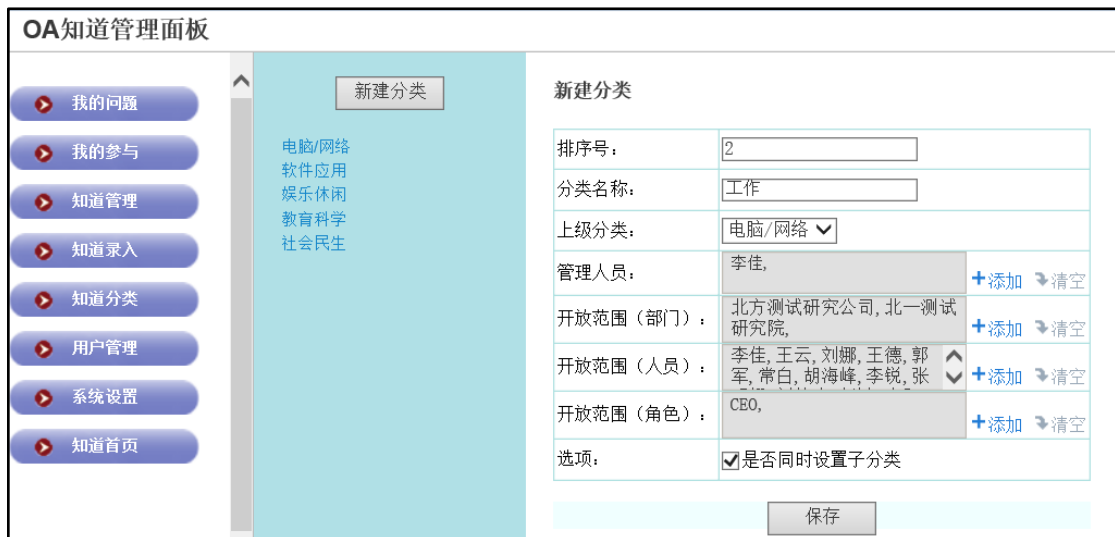 OA知道管理面板
我的问题
我的参与
知道管理
知道录入
知道分类
用户管理
系统设置
知道首页
新建分类
电脑/网络
软件应用
娱乐休闲
教育科学
社会民生
新建分类
排序号：
2
分类名称：
工作
上级分类：
电脑/网络
管理人员：
李佳,
添加 清空
开放范围（部门）：
北方测试研究公司,北一测试
研究院,
添加 清空
开放范围（人员）：
李佳,王云,刘娜,王德,郭
军,常白,胡海峰,李锐,张
添加 清空
开放范围（角色）：
CEO,
添加 清空
选项：
是否同时设置子分类
保存